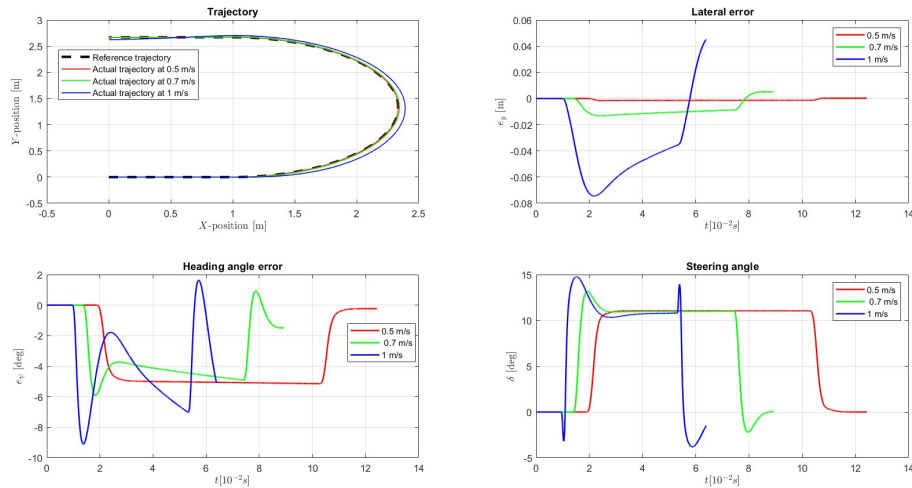 Trajectory
3
2.5
2
1.5
1
0.5
0
-0.5
Y-position [m]
-0.5 0 0.5 1 1.5 2 2.5
X-position [m]
Reference trajectory
Actual trajectory at 0.5 m/s
Actual trajectory at 0.7 m/s
Actual trajectory at 1 m/s
Lateral error
0.06
0.04
0.02
0
-0.02
-0.04
-0.06
-0.08
e_y [m]
0 2 4 6 8 10 12 14
t[10^{-2}s]
0.5 m/s
0.7 m/s
1 m/s
Heading angle error
2
0
-2
-4
-6
-8
-10
e_ψ [deg]
0 2 4 6 8 10 12 14
t[10^{-2}s]
0.5 m/s
0.7 m/s
1 m/s
Steering angle
15
10
5
0
-5
δ [deg]
0 2 4 6 8 10 12 14
t[10^{-2}s]
0.5 m/s
0.7 m/s
1 m/s